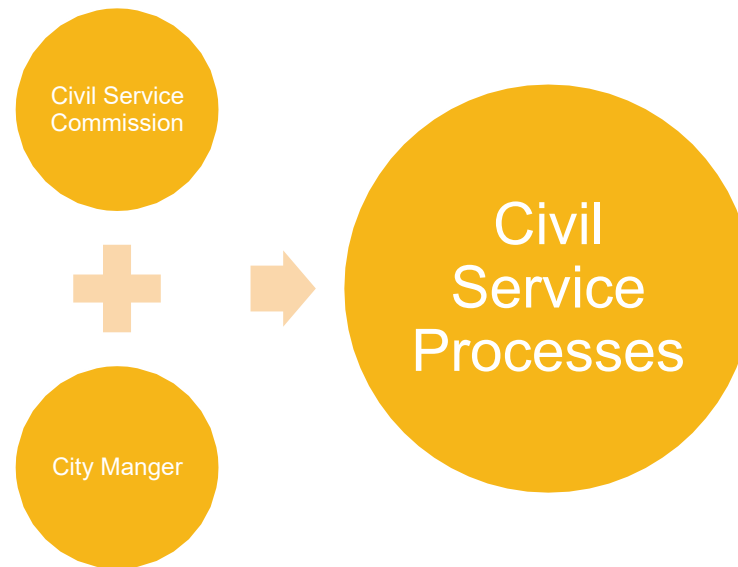 Civil Service
Commission
City Manger
Civil
Service
Processes